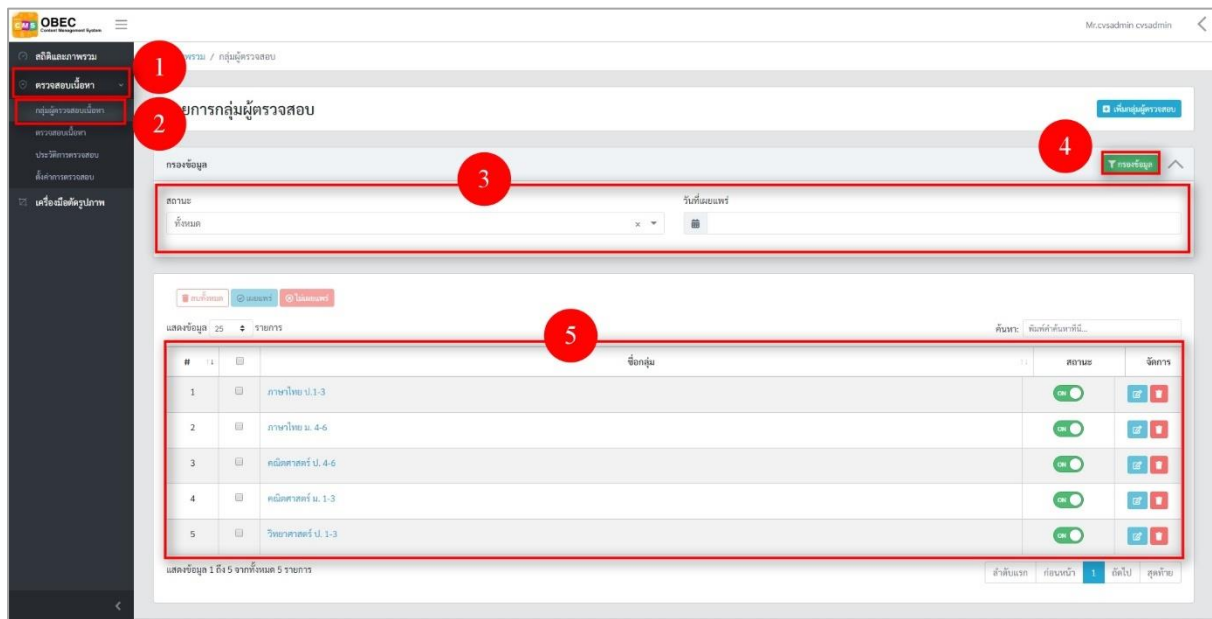 CMS OBEC
Content Management System
Mr.cvsadmin cvsadmin
สถิติและภาพรวม
ตรวจสอบเนื้อหา
กลุ่มผู้ตรวจสอบเนื้อหา
ตรวจสอบเนื้อหา
ประวัติการตรวจสอบ
ตั้งค่าการตรวจสอบ
เครื่องมือตัดรูปภาพ
1
2
พรวม / กลุ่มผู้ตรวจสอบ
ยการกลุ่มผู้ตรวจสอบ
เพิ่มกลุ่มผู้ตรวจสอบ
4
กรองข้อมูล
กรองข้อมูล
3
สถานะ
วันที่เผยแพร่
ทั้งหมด
ลบทั้งหมด เผยแพร่ ไม่เผยแพร่
แสดงข้อมูล 25 รายการ
ค้นหา: พิมพ์คำค้นหาที่นี่...
5
# ชื่อกลุ่ม สถานะ จัดการ
1 ภาษาไทย ป.1-3 ON
2 ภาษาไทย ม. 4-6 ON
3 คณิตศาสตร์ ป. 4-6 ON
4 คณิตศาสตร์ ม. 1-3 ON
5 วิทยาศาสตร์ ป. 1-3 ON
แสดงข้อมูล 1 ถึง 5 จากทั้งหมด 5 รายการ
ลำดับแรก ก่อนหน้า 1 ถัดไป สุดท้าย